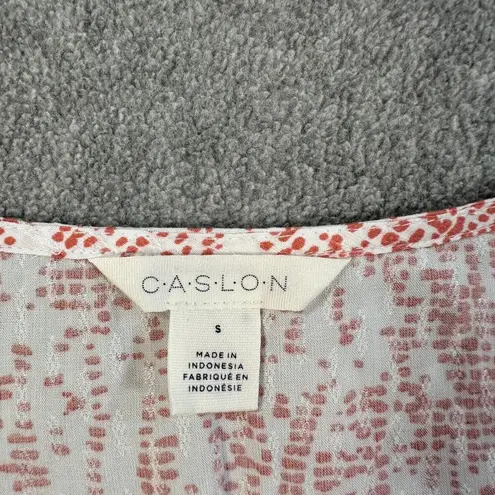 C·A·S·L·O·N
S
MADE IN
INDONESIA
FABRIQUÉ EN
INDONÉSIE